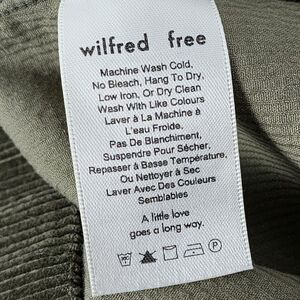 wilfred free
Machine Wash Cold,
No Bleach, Hang To Dry,
Low Iron, Or Dry Clean
Wash With Like Colours
Laver à La Machine à
L'eau Froide,
Pas De Blanchiment,
Suspendre Pour Sécher,
Repasser à Basse Température,
Ou Nettoyer à Sec
Laver Avec Des Couleurs
Semblables
A little love
goes a long way.
P